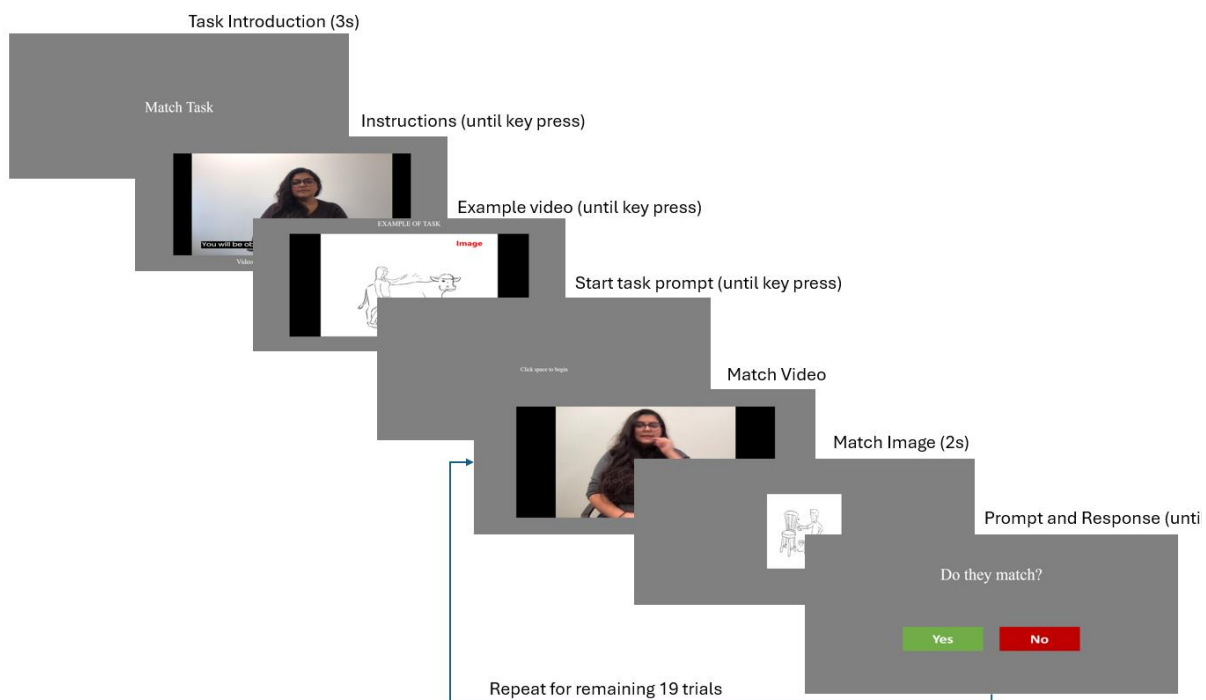 Task Introduction (3s)
Match Task
Instructions (until key press)
You will be ob
Video
Example video (until key press)
EXAMPLE OF TASK
Image
Start task prompt (until key press)
Click space to begin
Match Video
Match Image (2s)
Prompt and Response (unti
Do they match?
Yes
No
Repeat for remaining 19 trials